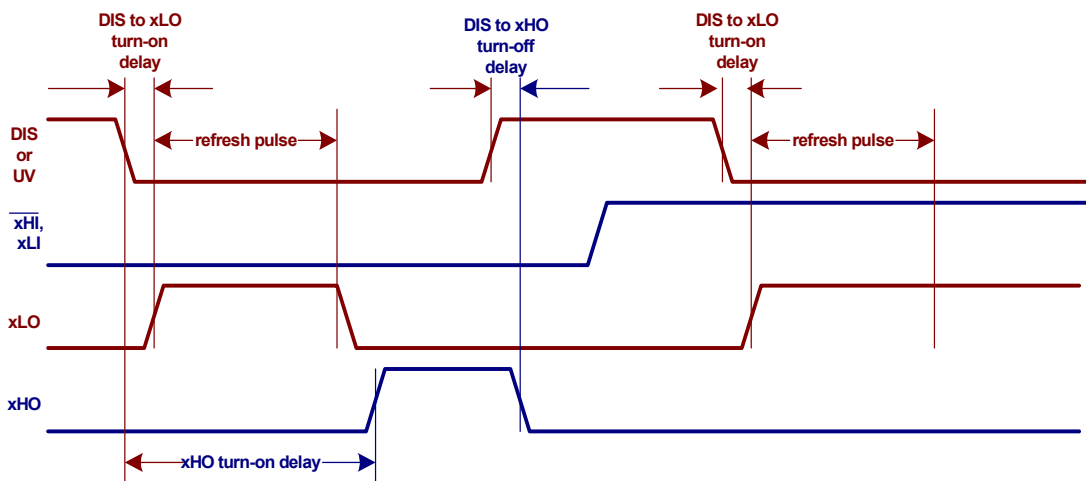 DIS to xLO
turn-on
delay
DIS to xHO
turn-off
delay
DIS to xLO
turn-on
delay
DIS
or
UV
refresh pulse
refresh pulse
xHI,
xLI
xLO
xHO
xHO turn-on delay